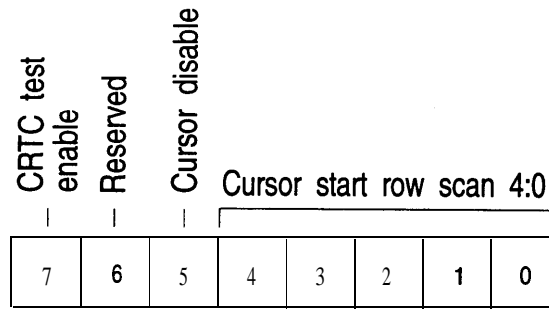 CRTC test
enable
Reserved
Cursor disable
Cursor start row scan 4:0
7 6 5 4 3 2 1 0